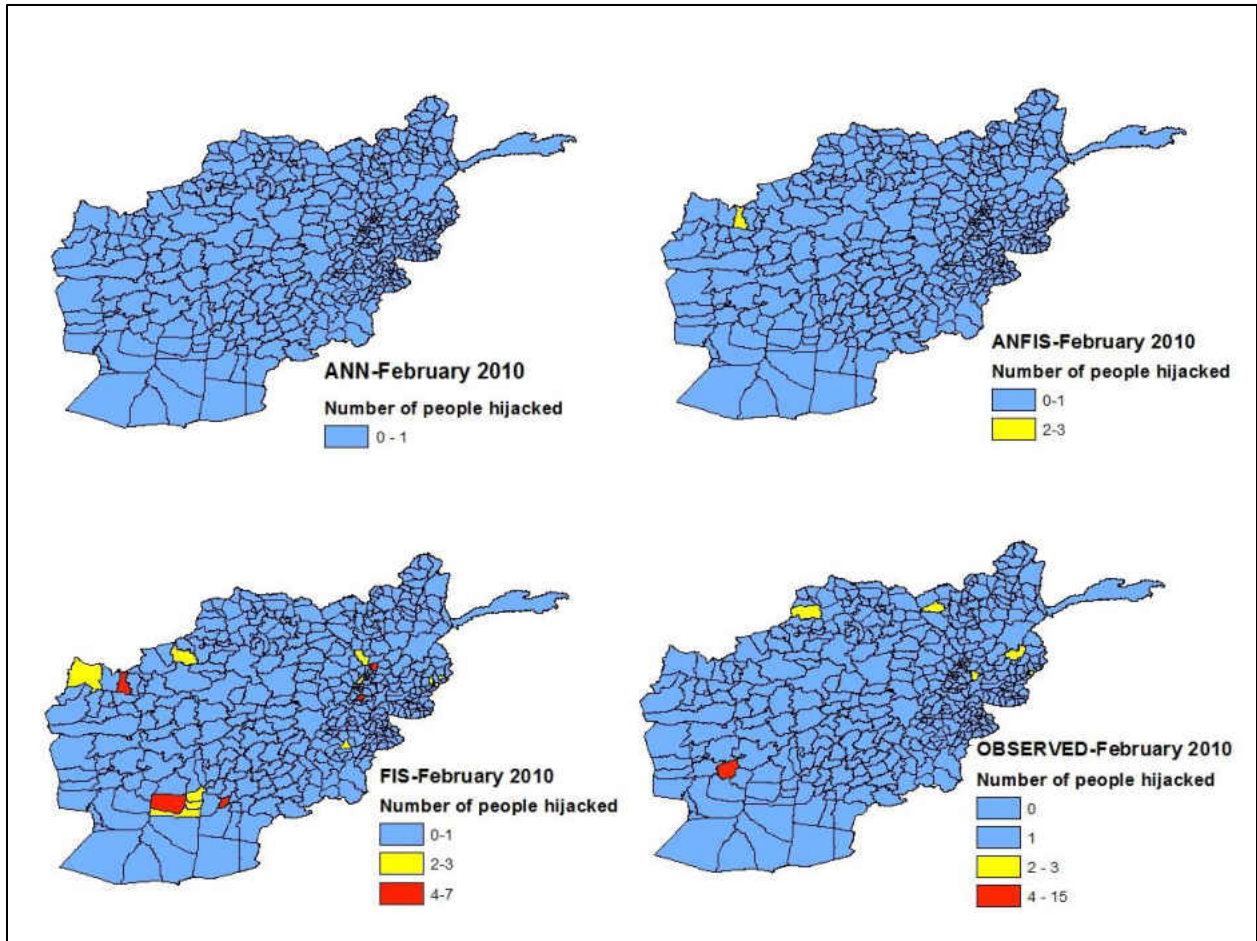 ANN-February 2010
Number of people hijacked
0 - 1
ANFIS-February 2010
Number of people hijacked
0-1
2-3
FIS-February 2010
Number of people hijacked
0-1
2-3
4-7
OBSERVED-February 2010
Number of people hijacked
0
1
2 - 3
4 - 15